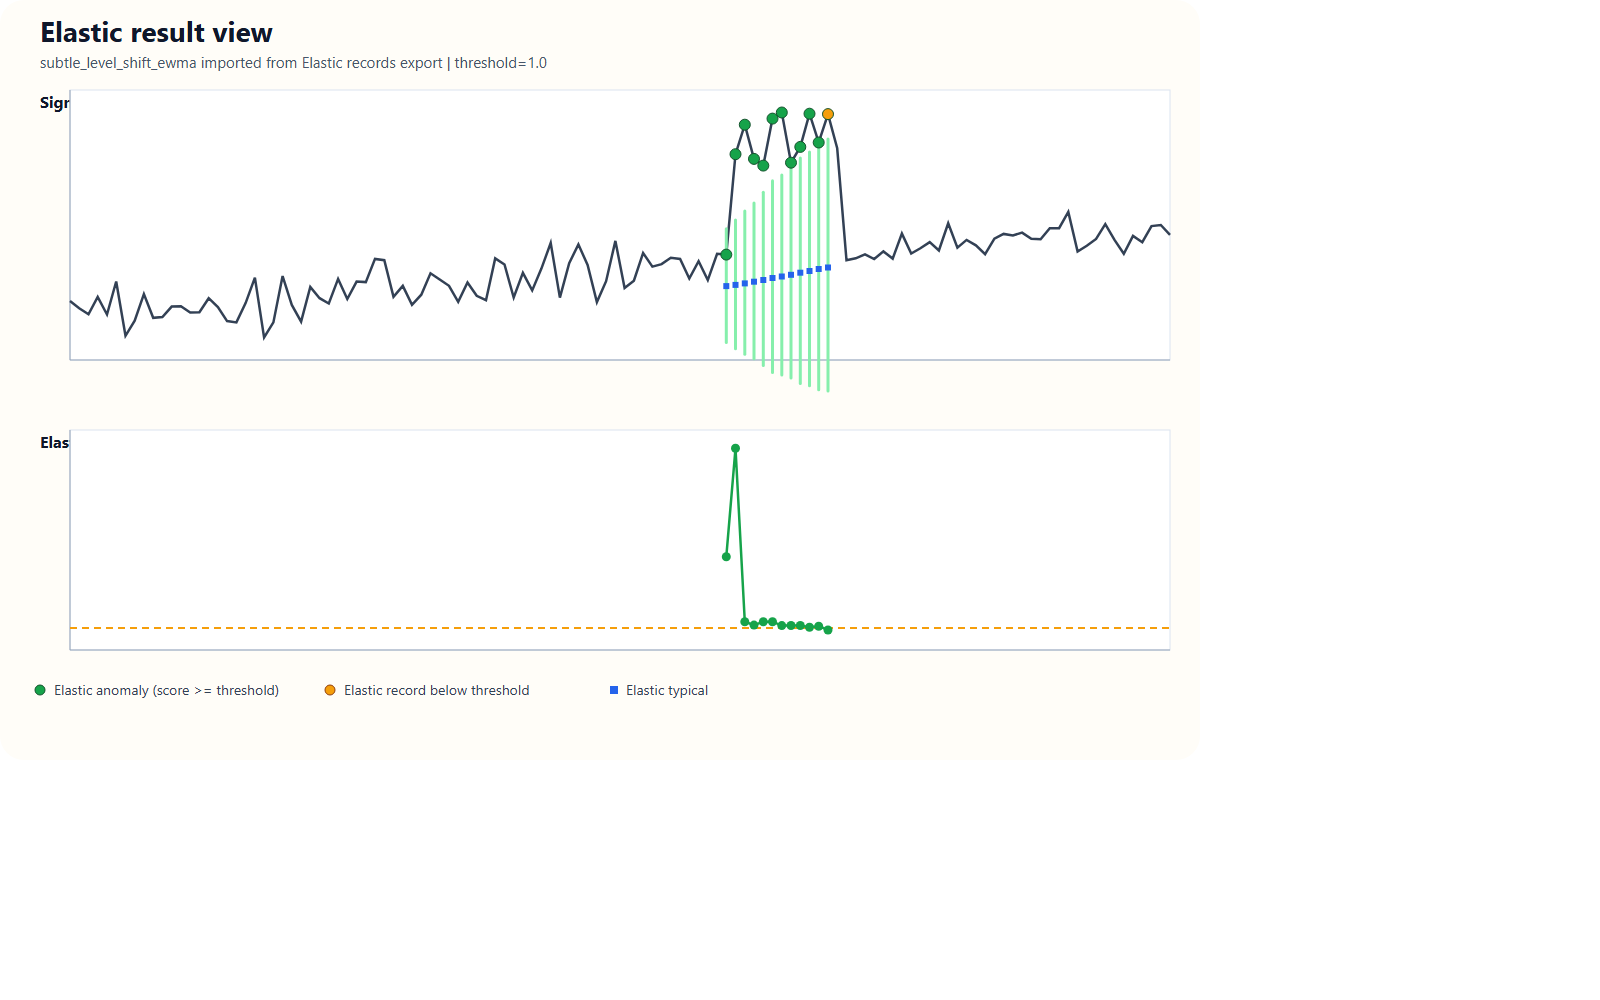 Elastic result view
subtle_level_shift_ewma imported from Elastic records export | threshold=1.0
Sigr
Elas
Elastic anomaly (score >= threshold) Elastic record below threshold Elastic typical